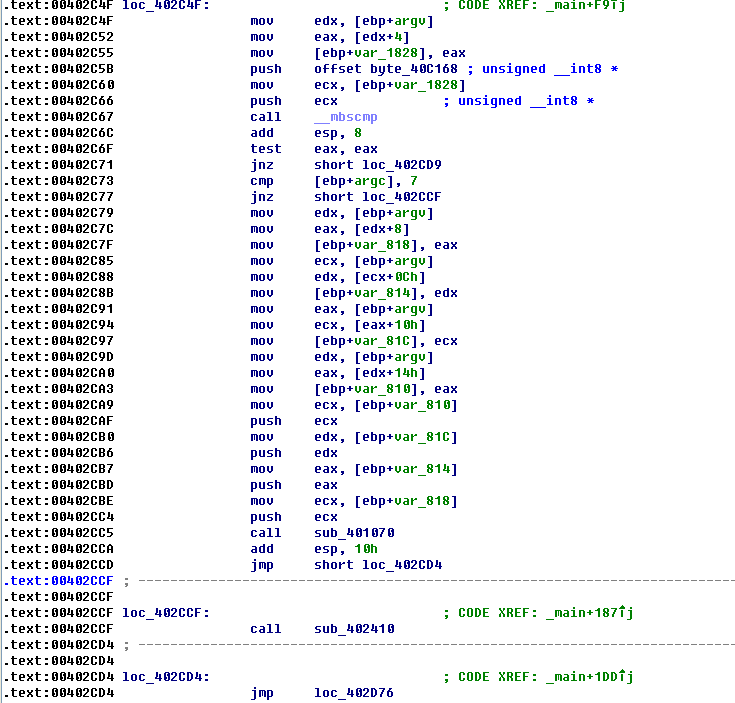 .text:00402C4F loc_402C4F: ; CODE XREF: _main+F9↑j
.text:00402C4F mov edx, [ebp+argv]
.text:00402C52 mov eax, [edx+4]
.text:00402C55 mov [ebp+var_1828], eax
.text:00402C5B push offset byte_40C168 ; unsigned __int8 *
.text:00402C60 mov ecx, [ebp+var_1828]
.text:00402C66 push ecx ; unsigned __int8 *
.text:00402C67 call __mbscmp
.text:00402C6C add esp, 8
.text:00402C6F test eax, eax
.text:00402C71 jnz short loc_402CD9
.text:00402C73 cmp [ebp+argc], 7
.text:00402C77 jnz short loc_402CCF
.text:00402C79 mov edx, [ebp+argv]
.text:00402C7C mov eax, [edx+8]
.text:00402C7F mov [ebp+var_818], eax
.text:00402C85 mov ecx, [ebp+argv]
.text:00402C88 mov edx, [ecx+0Ch]
.text:00402C8B mov [ebp+var_814], edx
.text:00402C91 mov eax, [ebp+argv]
.text:00402C94 mov ecx, [eax+10h]
.text:00402C97 mov [ebp+var_81C], ecx
.text:00402C9D mov edx, [ebp+argv]
.text:00402CA0 mov eax, [edx+14h]
.text:00402CA3 mov [ebp+var_810], eax
.text:00402CA9 mov ecx, [ebp+var_810]
.text:00402CAF push ecx
.text:00402CB0 mov edx, [ebp+var_81C]
.text:00402CB6 push edx
.text:00402CB7 mov eax, [ebp+var_814]
.text:00402CBD push eax
.text:00402CBE mov ecx, [ebp+var_818]
.text:00402CC4 push ecx
.text:00402CC5 call sub_401070
.text:00402CCA add esp, 10h
.text:00402CCD jmp short loc_402CD4
.text:00402CCF ; ---------------------------------------------------------------------------
.text:00402CCF
.text:00402CCF loc_402CCF: ; CODE XREF: _main+187↑j
.text:00402CCF call sub_402410
.text:00402CD4 ; ---------------------------------------------------------------------------
.text:00402CD4
.text:00402CD4 loc_402CD4: ; CODE XREF: _main+1DD↑j
.text:00402CD4 jmp loc_402D76